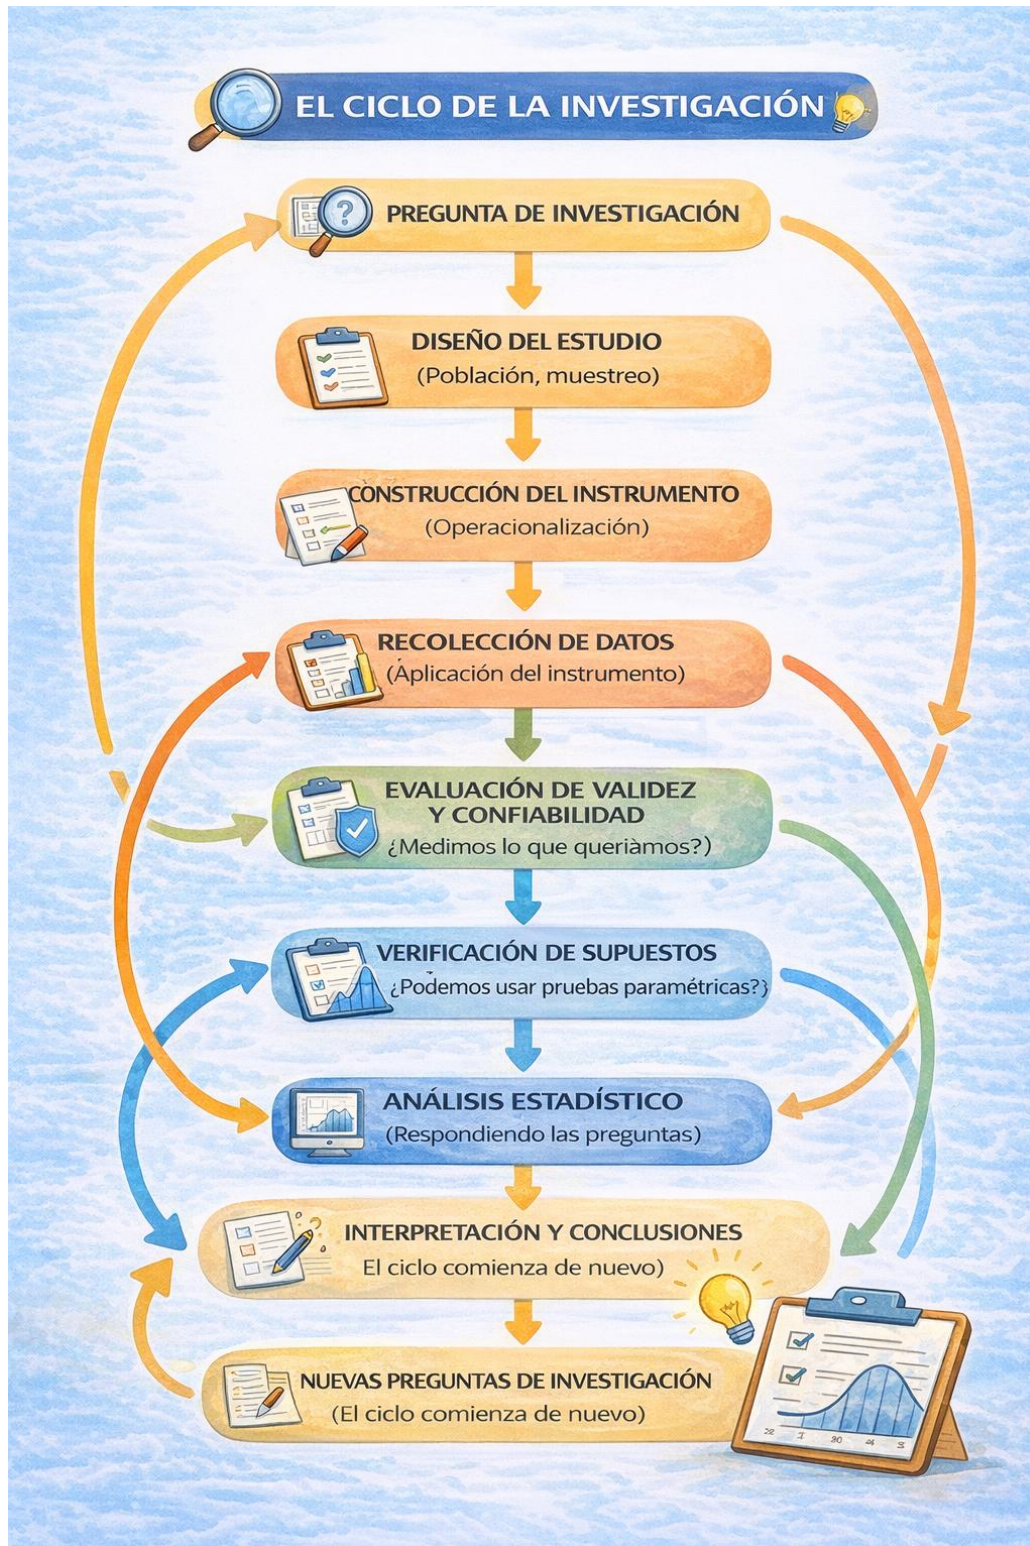 EL CICLO DE LA INVESTIGACIÓN
PREGUNTA DE INVESTIGACIÓN
DISEÑO DEL ESTUDIO
(Población, muestreo)
CONSTRUCCIÓN DEL INSTRUMENTO
(Operacionalización)
RECOLECCIÓN DE DATOS
(Áplicación del instrumento)
EVALUACIÓN DE VALIDEZ
Y CONFIABILIDAD
¿Medimos lo que queriàmos?)
VERIFICACIÓN DE SUPUESTOS
¿Podemos usar pruebas paramétricas?)
ANÁLISIS ESTADÍSTICO
(Respondiendo las preguntas)
INTERPRETACIÓN Y CONCLUSIONES
El ciclo comienza de nuevo)
NUEVAS PREGUNTAS DE INVESTIGACIÓN
(El ciclo comienza de nuevo)